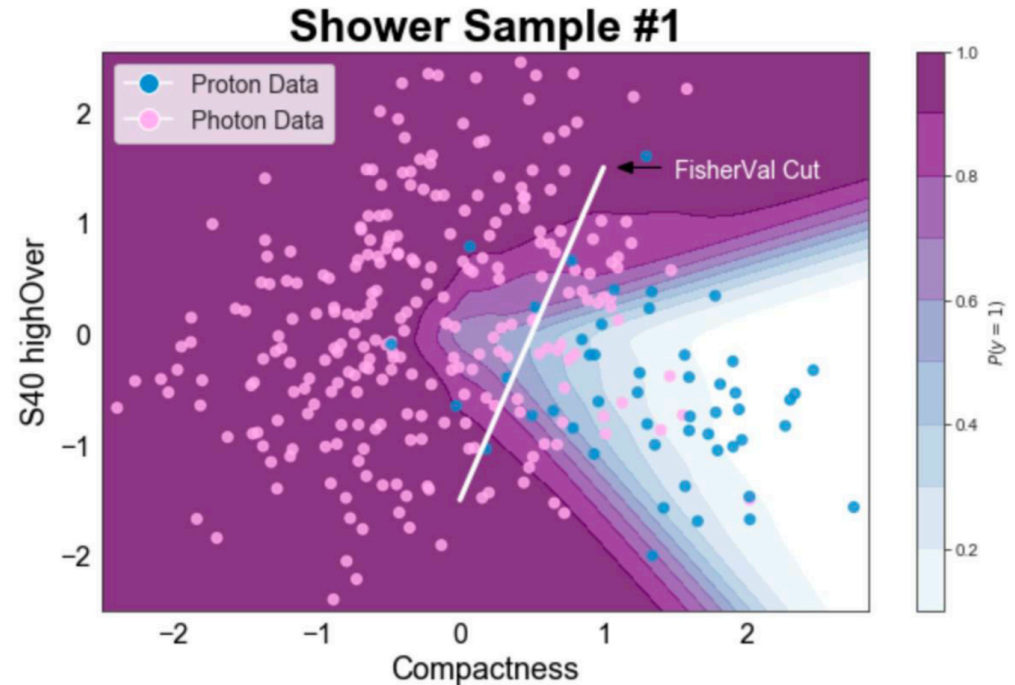 Shower Sample #1
Proton Data
Photon Data
FisherVal Cut
S40 highOver
2
1
0
−1
−2
−2
−1
0
1
2
Compactness
1.0
0.8
0.6
0.4
0.2
P(y = 1)